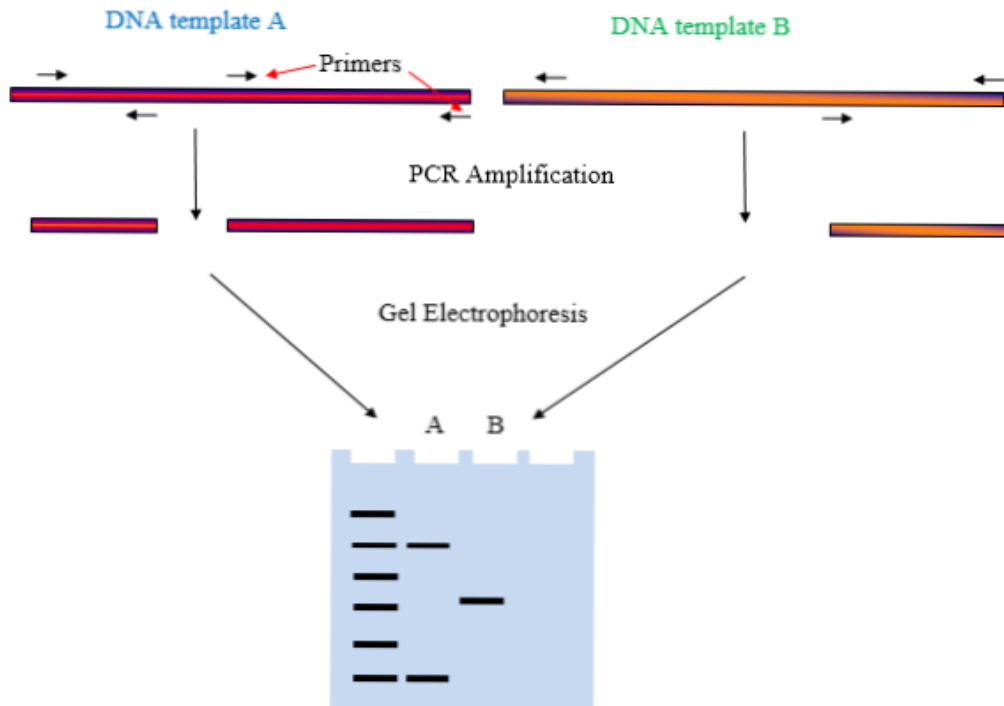 DNA template A
DNA template B
Primers
PCR Amplification
Gel Electrophoresis
A B